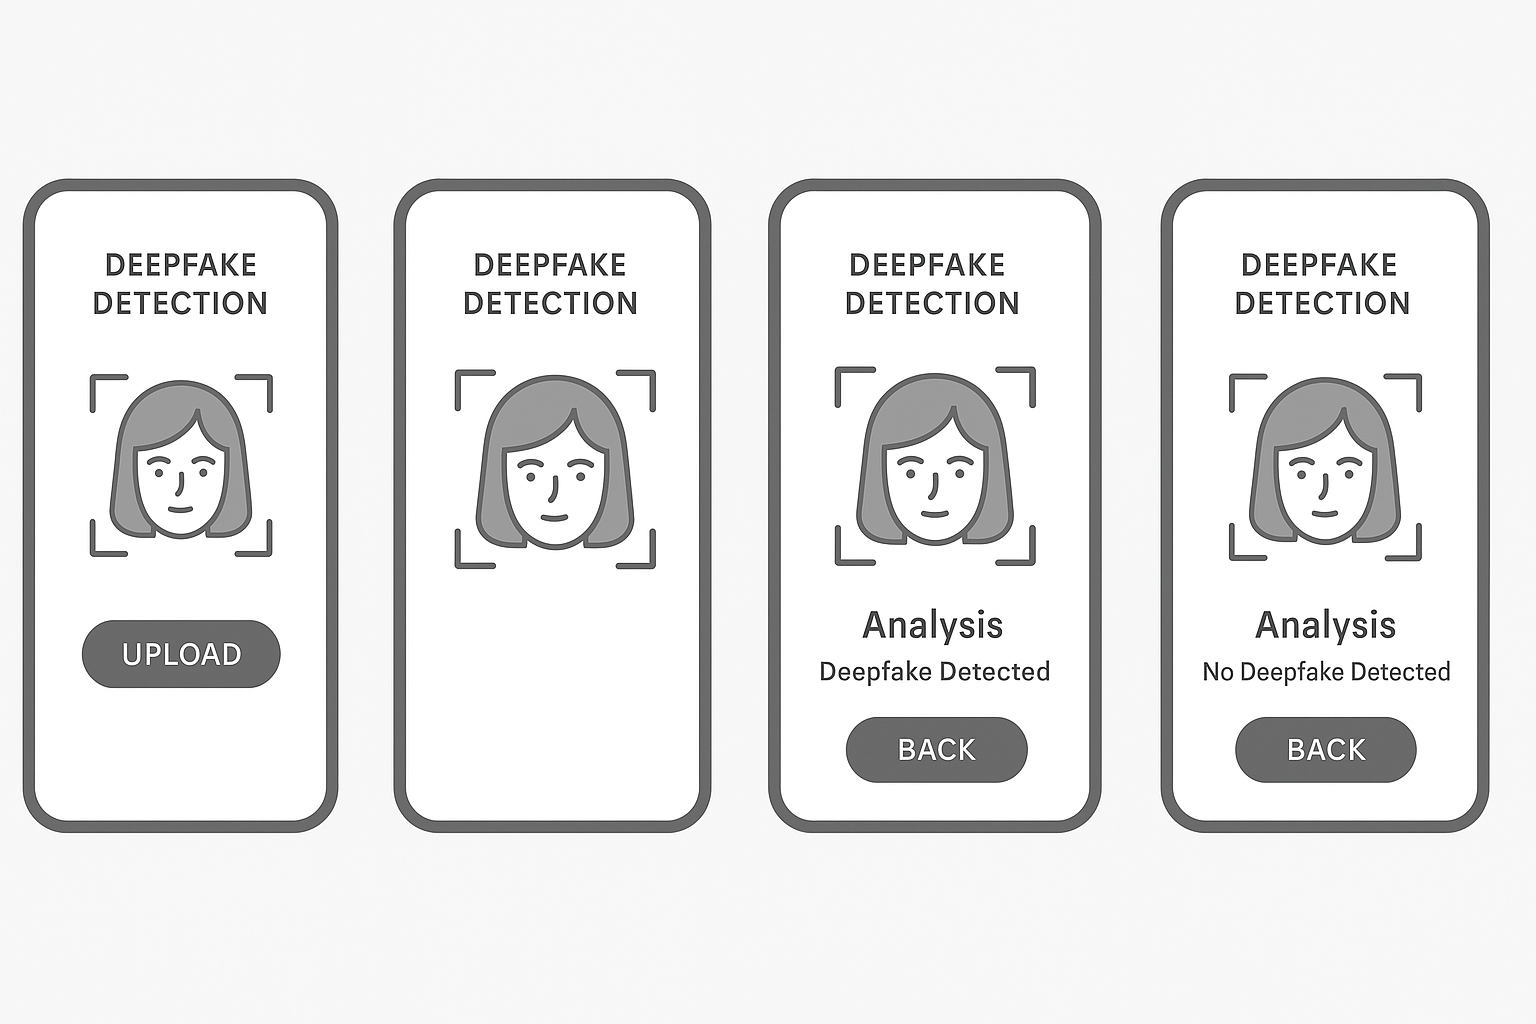 DEEPFAKE
DETECTION
UPLOAD
DEEPFAKE
DETECTION
DEEPFAKE
DETECTION
Analysis
Deepfake Detected
BACK
DEEPFAKE
DETECTION
Analysis
No Deepfake Detected
BACK